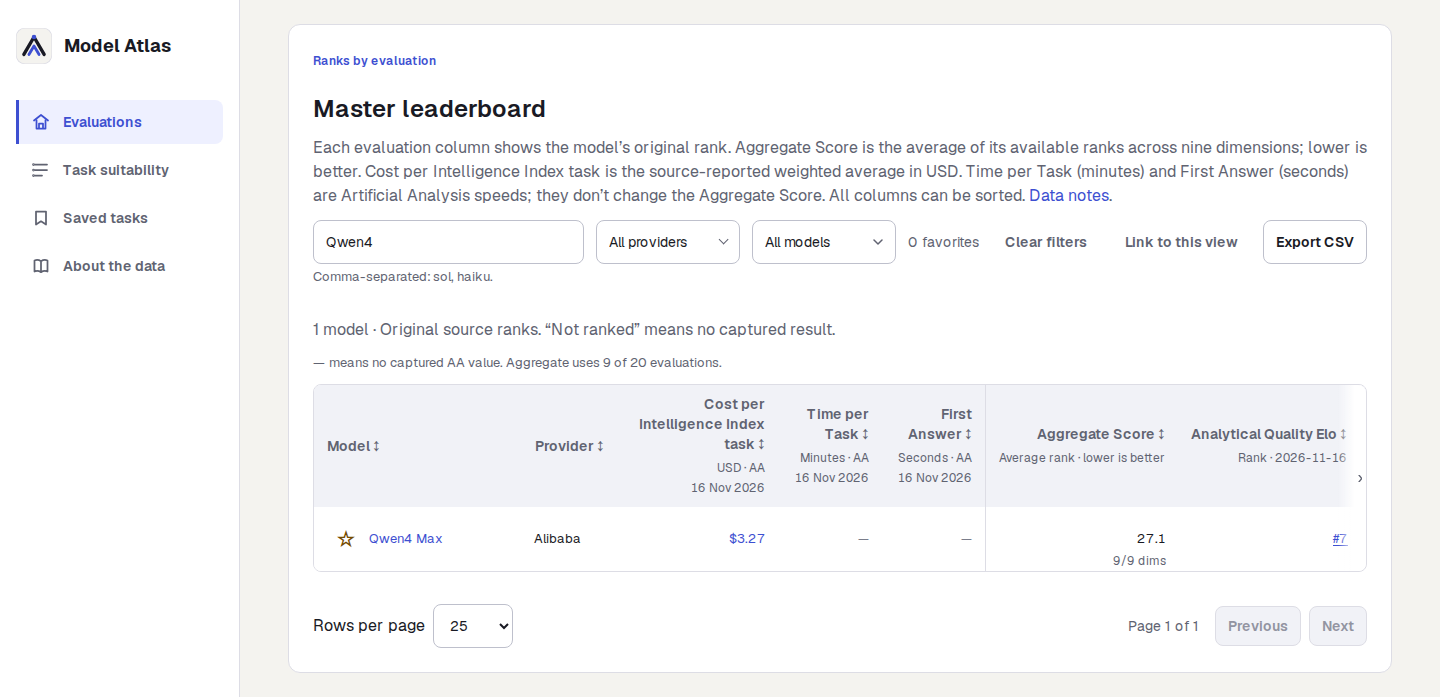 Model Atlas
Evaluations
Task suitability
Saved tasks
About the data
Ranks by evaluation
Master leaderboard
Each evaluation column shows the model’s original rank. Aggregate Score is the average of its available ranks across nine dimensions; lower is
better. Cost per Intelligence Index task is the source-reported weighted average in USD. Time per Task (minutes) and First Answer (seconds)
are Artificial Analysis speeds; they don’t change the Aggregate Score. All columns can be sorted. Data notes.
Qwen4 All providers All models 0 favorites Clear filters Link to this view Export CSV
Comma-separated: sol, haiku.
1 model · Original source ranks. “Not ranked” means no captured result.
— means no captured AA value. Aggregate uses 9 of 20 evaluations.
Model ↕
Provider ↕
Cost per
Intelligence Index
task ↕
USD · AA
16 Nov 2026
Time per
Task ↕
Minutes · AA
16 Nov 2026
First
Answer ↕
Seconds · AA
16 Nov 2026
Aggregate Score ↕
Average rank · lower is better
Analytical Quality Elo ↕
Rank · 2026-11-16
›
☆ Qwen4 Max Alibaba $3.27 — — 27.1 #7
9/9 dims
Rows per page 25 Page 1 of 1 Previous Next